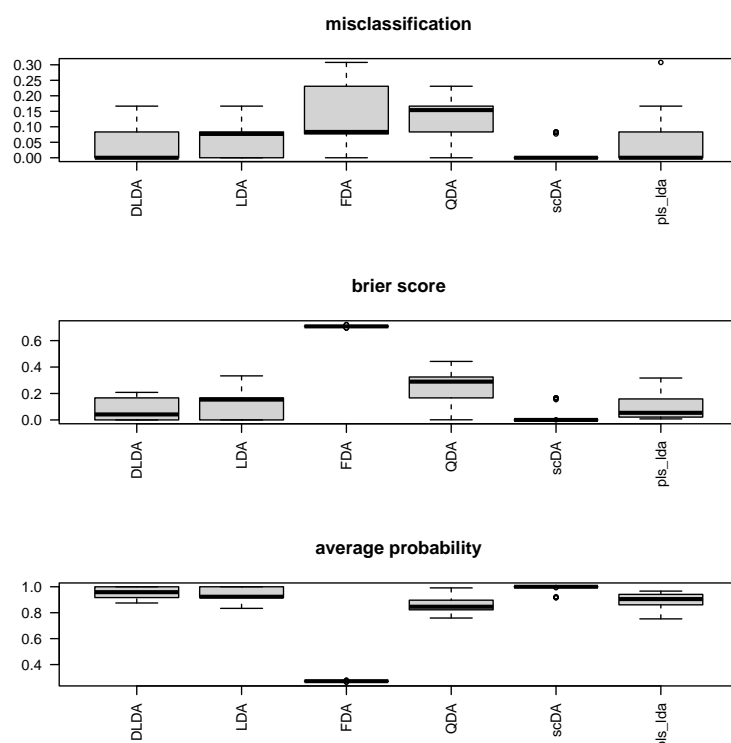 misclassification
0.30
0.25
0.20
0.15
0.10
0.05
0.00
DLDA
LDA
FDA
QDA
scDA
pls_lda
brier score
0.6
0.4
0.2
0.0
DLDA
LDA
FDA
QDA
scDA
pls_lda
average probability
1.0
0.8
0.6
0.4
DLDA
LDA
FDA
QDA
scDA
pls_lda